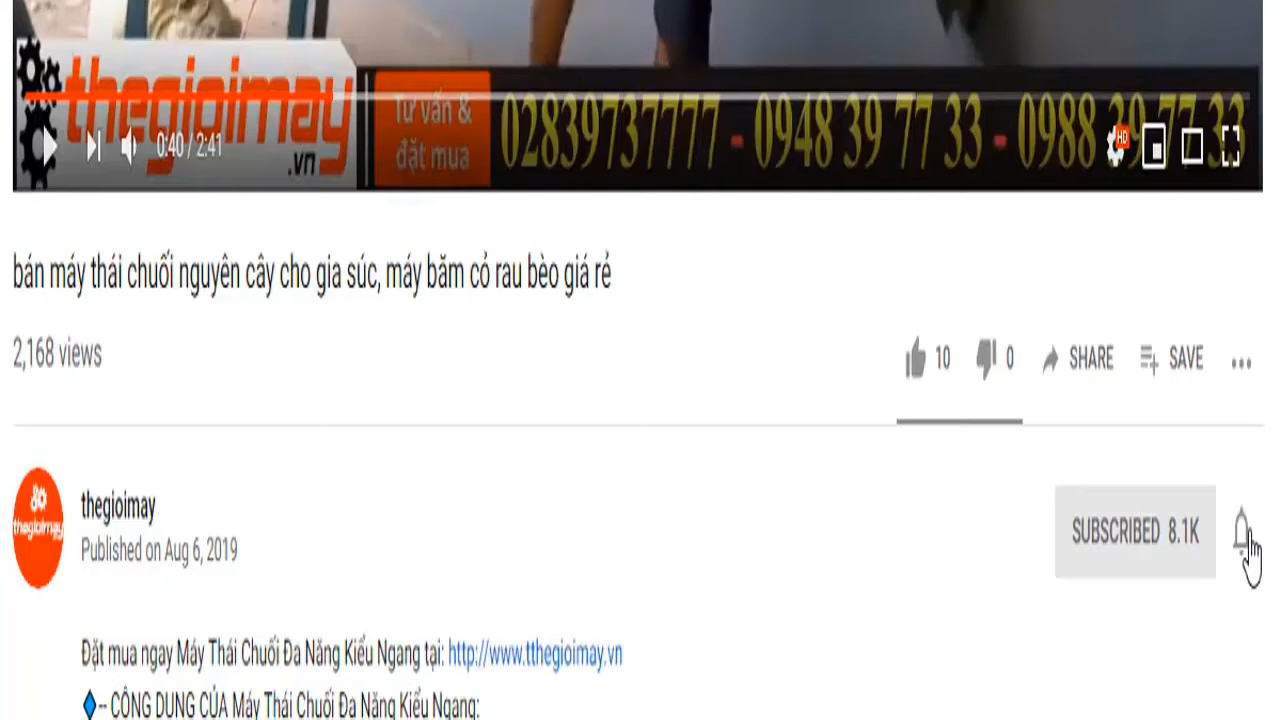 thegioimay
.vn
Tư vấn &
đặt mua
02839737777 - 0948 39 77 33 - 0988 39 77 33
HD
0:40 / 2:41
bán máy thái chuối nguyên cây cho gia súc, máy băm cỏ rau bèo giá rẻ
2,168 views
10 0 SHARE SAVE
thegioimay
thegioimay
Published on Aug 6, 2019
SUBSCRIBED 8.1K
Đặt mua ngay Máy Thái Chuối Đa Năng Kiểu Ngang tại: http://www.tthegioimay.vn
-- CÔNG DỤNG CỦA Máy Thái Chuối Đa Năng Kiểu Ngang: